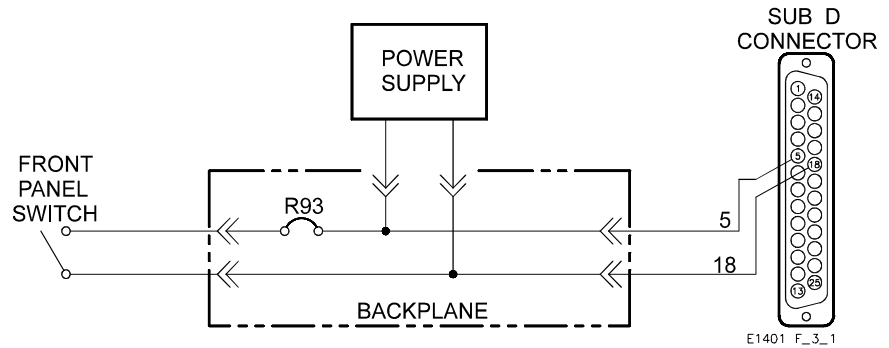 SUB D
CONNECTOR
POWER
SUPPLY
1
14
5
18
FRONT
PANEL
SWITCH
R93
5
18
13
25
BACKPLANE
E1401 F_3_1